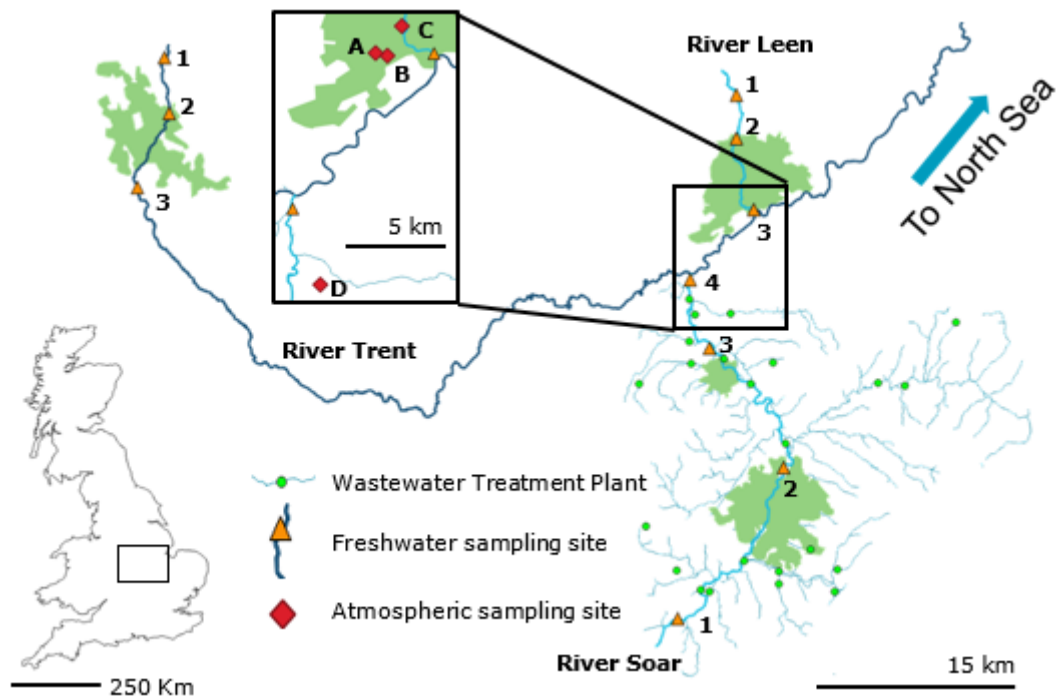 River Leen
1
2
3
A
B
C
D
5 km
1
2
3
To North Sea
4
3
River Trent
2
1
River Soar
Wastewater Treatment Plant
Freshwater sampling site
Atmospheric sampling site
250 Km
15 km